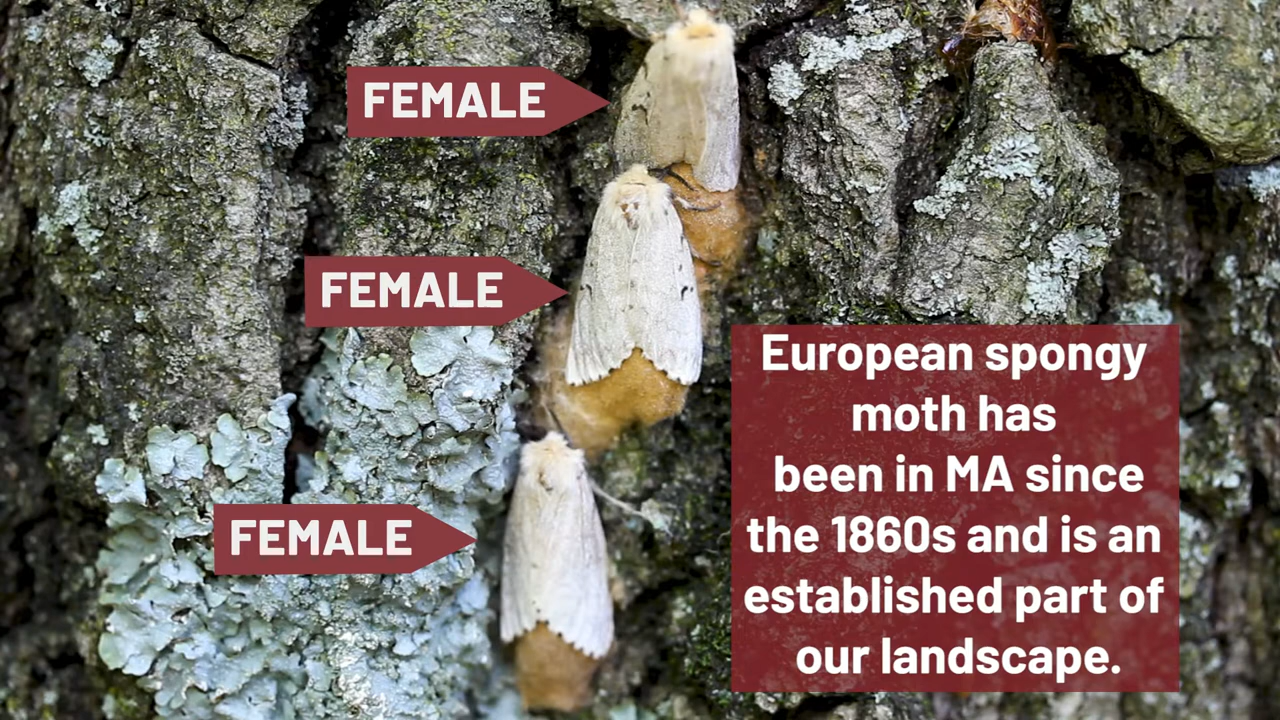 FEMALE
FEMALE
FEMALE
European spongy
moth has
been in MA since
the 1860s and is an
established part of
our landscape.